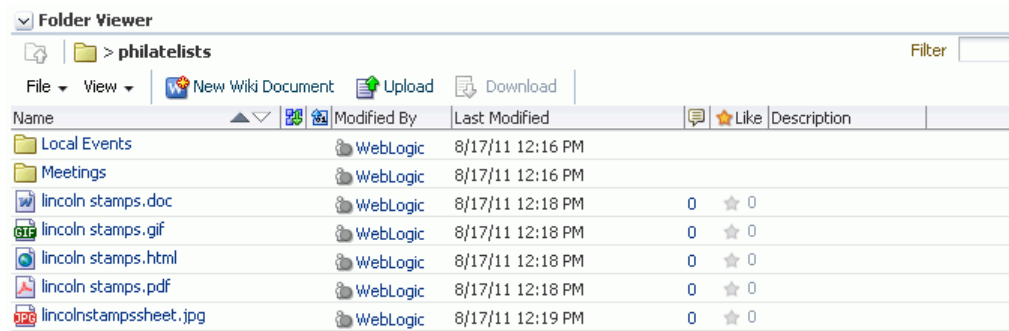 Folder Viewer
> philatelists Filter
File View New Wiki Document Upload Download
Name Modified By Last Modified Like Description
Local Events WebLogic 8/17/11 12:16 PM
Meetings WebLogic 8/17/11 12:16 PM
lincoln stamps.doc WebLogic 8/17/11 12:18 PM 0 0
lincoln stamps.gif WebLogic 8/17/11 12:18 PM 0 0
lincoln stamps.html WebLogic 8/17/11 12:18 PM 0 0
lincoln stamps.pdf WebLogic 8/17/11 12:18 PM 0 0
lincolnstampssheet.jpg WebLogic 8/17/11 12:19 PM 0 0